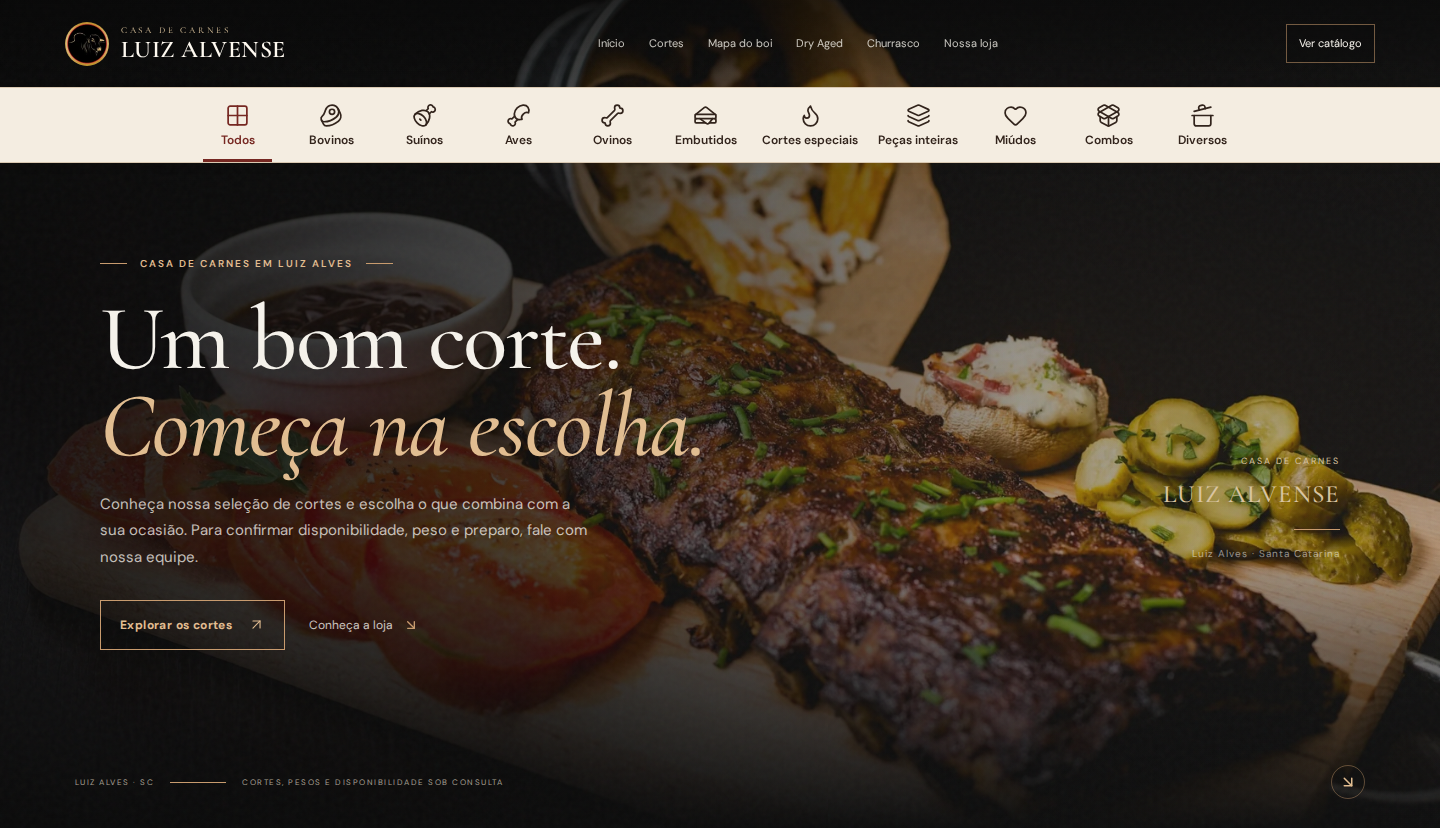 CASA DE CARNES
LUIZ ALVENSE
Início Cortes Mapa do boi Dry Aged Churrasco Nossa loja
Ver catálogo
Todos Bovinos Suínos Aves Ovinos Embutidos Cortes especiais Peças inteiras Miúdos Combos Diversos
CASA DE CARNES EM LUIZ ALVES
Um bom corte.
Começa na escolha.
Conheça nossa seleção de cortes e escolha o que combina com a
sua ocasião. Para confirmar disponibilidade, peso e preparo, fale com
nossa equipe.
Explorar os cortes
Conheça a loja
CASA DE CARNES
LUIZ ALVENSE
Luiz Alves · Santa Catarina
LUIZ ALVES · SC
CORTES, PESOS E DISPONIBILIDADE SOB CONSULTA